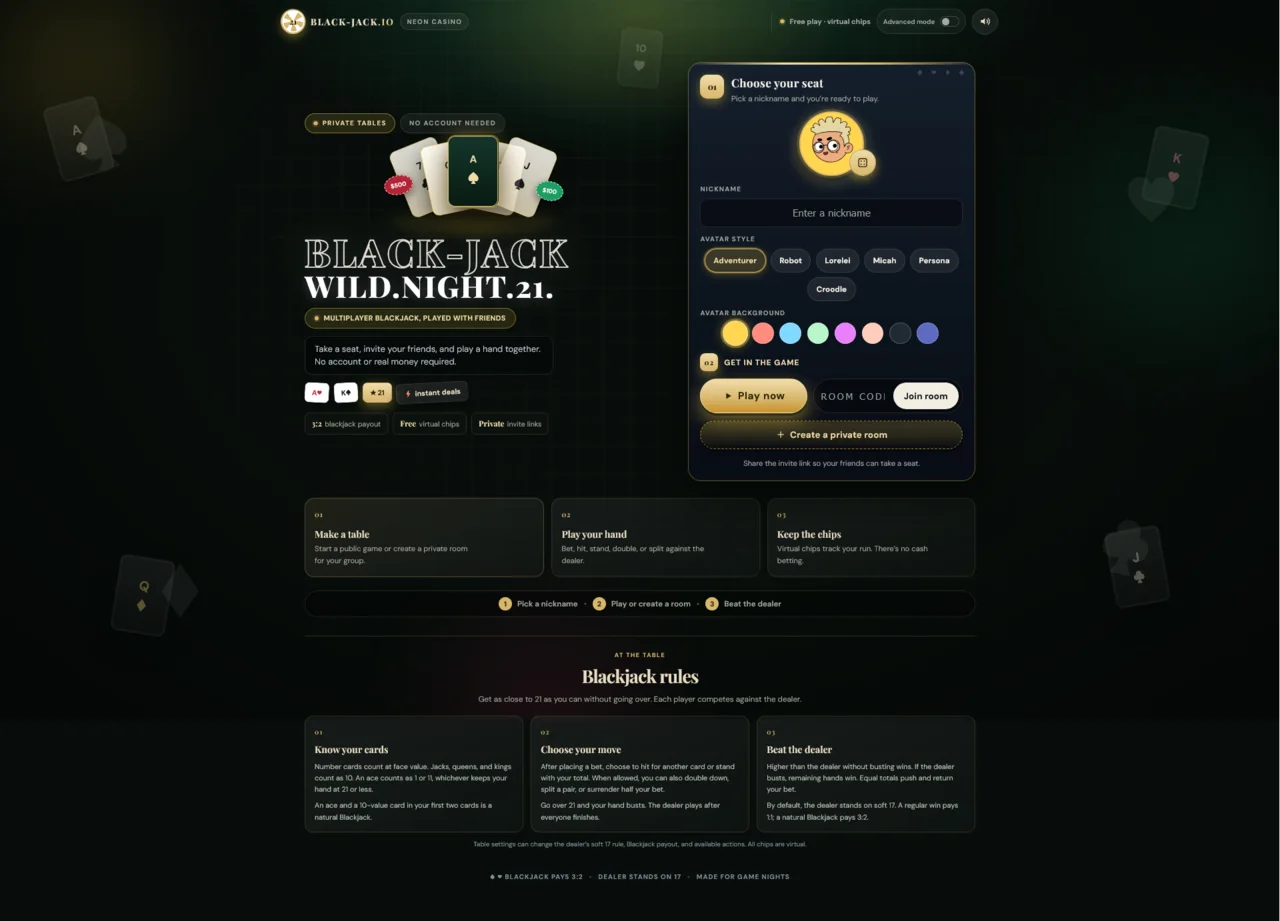 BLACK-JACK.IO
NEON CASINO
Free play · virtual chips
Advanced mode
10
A
K
Q
J
PRIVATE TABLES
NO ACCOUNT NEEDED
A
J
$500
$100
BLACK-JACK
WILD.NIGHT.21.
MULTIPLAYER BLACKJACK, PLAYED WITH FRIENDS
Take a seat, invite your friends, and play a hand together.
No account or real money required.
A♥
K♠
★21
instant deals
3:2 blackjack payout
Free virtual chips
Private invite links
01
Choose your seat
Pick a nickname and you're ready to play.
NICKNAME
Enter a nickname
AVATAR STYLE
Adventurer
Robot
Lorelei
Micah
Persona
Croodle
AVATAR BACKGROUND
02
GET IN THE GAME
Play now
ROOM CODE
Join room
+ Create a private room
Share the invite link so your friends can take a seat.
01
Make a table
Start a public game or create a private room
for your group.
02
Play your hand
Bet, hit, stand, double, or split against the
dealer.
03
Keep the chips
Virtual chips track your run. There's no cash
betting.
1 Pick a nickname · 2 Play or create a room · 3 Beat the dealer
AT THE TABLE
Blackjack rules
Get as close to 21 as you can without going over. Each player competes against the dealer.
01
Know your cards
Number cards count at face value. Jacks, queens, and kings
count as 10. An ace counts as 1 or 11, whichever keeps your
hand at 21 or less.
An ace and a 10-value card in your first two cards is a
natural Blackjack.
02
Choose your move
After placing a bet, choose to hit for another card or stand
with your total. When allowed, you can also double down,
split a pair, or surrender half your bet.
Go over 21 and your hand busts. The dealer plays after
everyone finishes.
03
Beat the dealer
Higher than the dealer without busting wins. If the dealer
busts, remaining hands win. Equal totals push and return
your bet.
By default, the dealer stands on soft 17. A regular win pays
1:1; a natural Blackjack pays 3:2.
Table settings can change the dealer's soft 17 rule, Blackjack payout, and available actions. All chips are virtual.
♠ ♥ BLACKJACK PAYS 3:2 · DEALER STANDS ON 17 · MADE FOR GAME NIGHTS